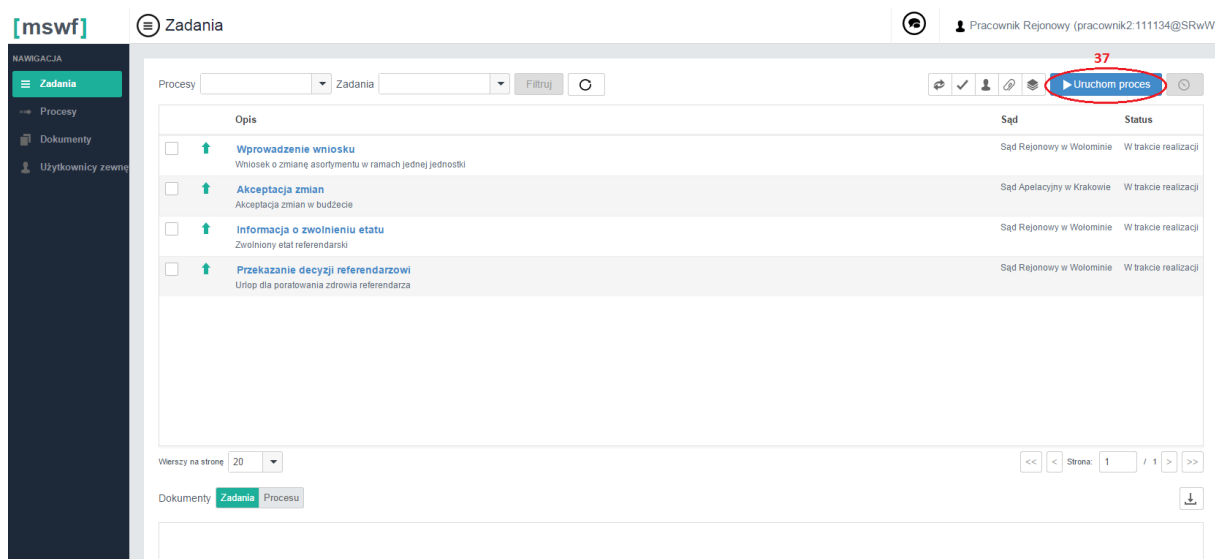 [mswf]
Zadania
Pracownik Rejonowy (pracownik2:111134@SRwW
NAWIGACJA
Zadania
Procesy
Dokumenty
Użytkownicy zewnę
37
Procesy
Zadania
Filtruj
Uruchom proces
Opis Sąd Status
Wprowadzenie wniosku Sąd Rejonowy w Wołominie W trakcie realizacji
Wniosek o zmianę asortymentu w ramach jednej jednostki
Akceptacja zmian Sąd Apelacyjny w Krakowie W trakcie realizacji
Akceptacja zmian w budżecie
Informacja o zwolnieniu etatu Sąd Rejonowy w Wołominie W trakcie realizacji
Zwolniony etat referendarski
Przekazanie decyzji referendarzowi Sąd Rejonowy w Wołominie W trakcie realizacji
Urlop dla poratowania zdrowia referendarza
Wierszy na stronę 20 << < Strona: 1 / 1 > >>
Dokumenty Zadania Procesu